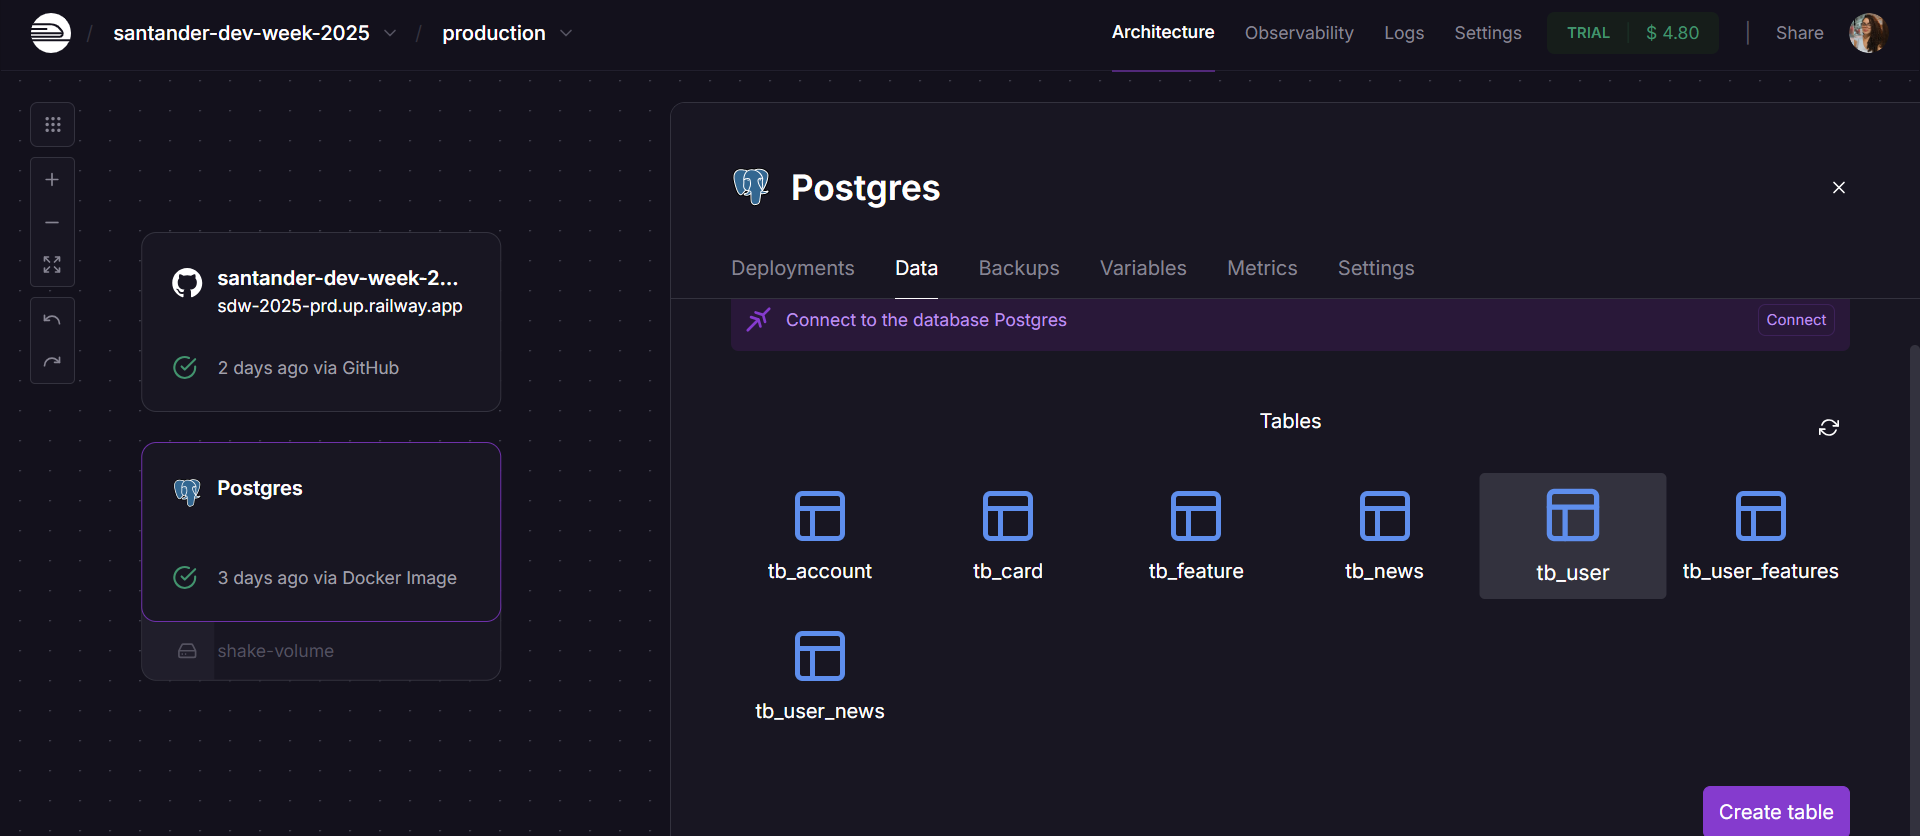 / santander-dev-week-2025 / production
Architecture Observability Logs Settings TRIAL $ 4.80 Share
santander-dev-week-2...
sdw-2025-prd.up.railway.app
2 days ago via GitHub
Postgres
3 days ago via Docker Image
shake-volume
Postgres
Deployments Data Backups Variables Metrics Settings
Connect to the database Postgres Connect
Tables
tb_account tb_card tb_feature tb_news tb_user tb_user_features
tb_user_news
Create table